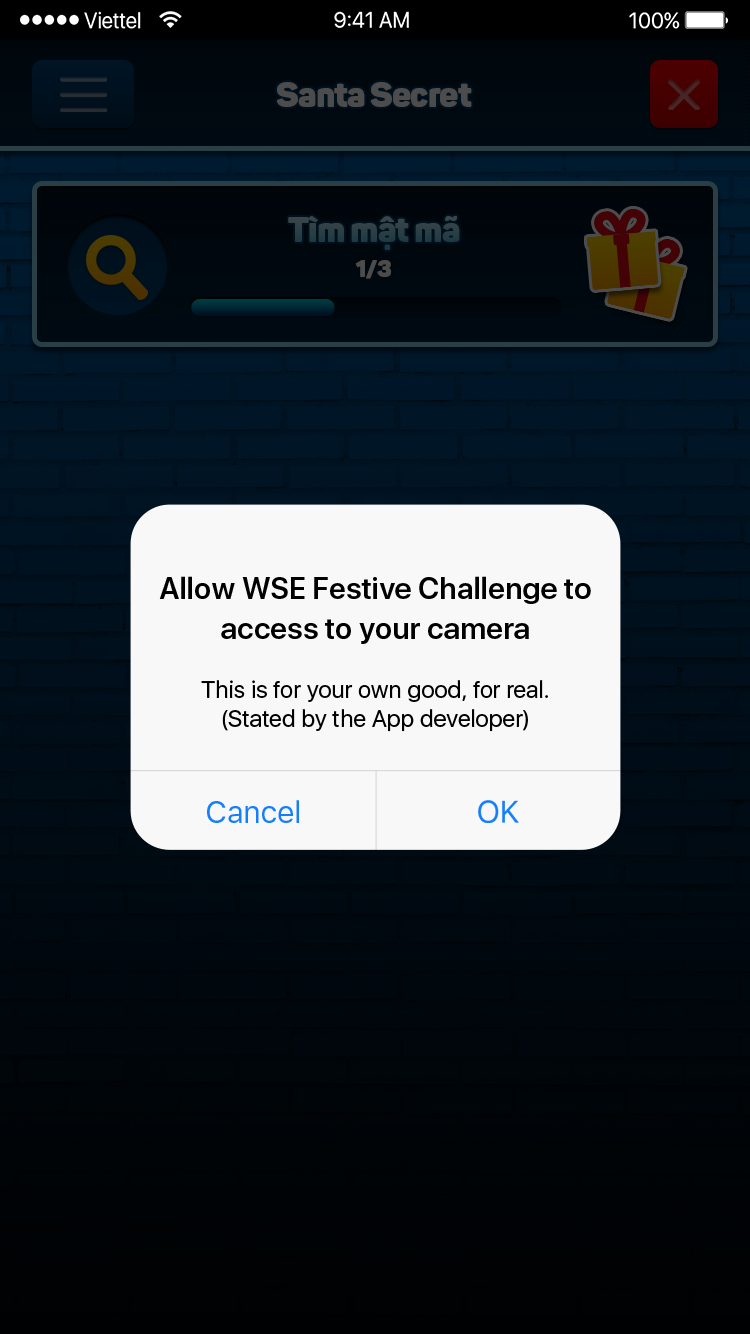 Viettel 9:41 AM 100%
Santa Secret
Tìm mật mã
1/3
Allow WSE Festive Challenge to
access to your camera
This is for your own good, for real.
(Stated by the App developer)
Cancel OK